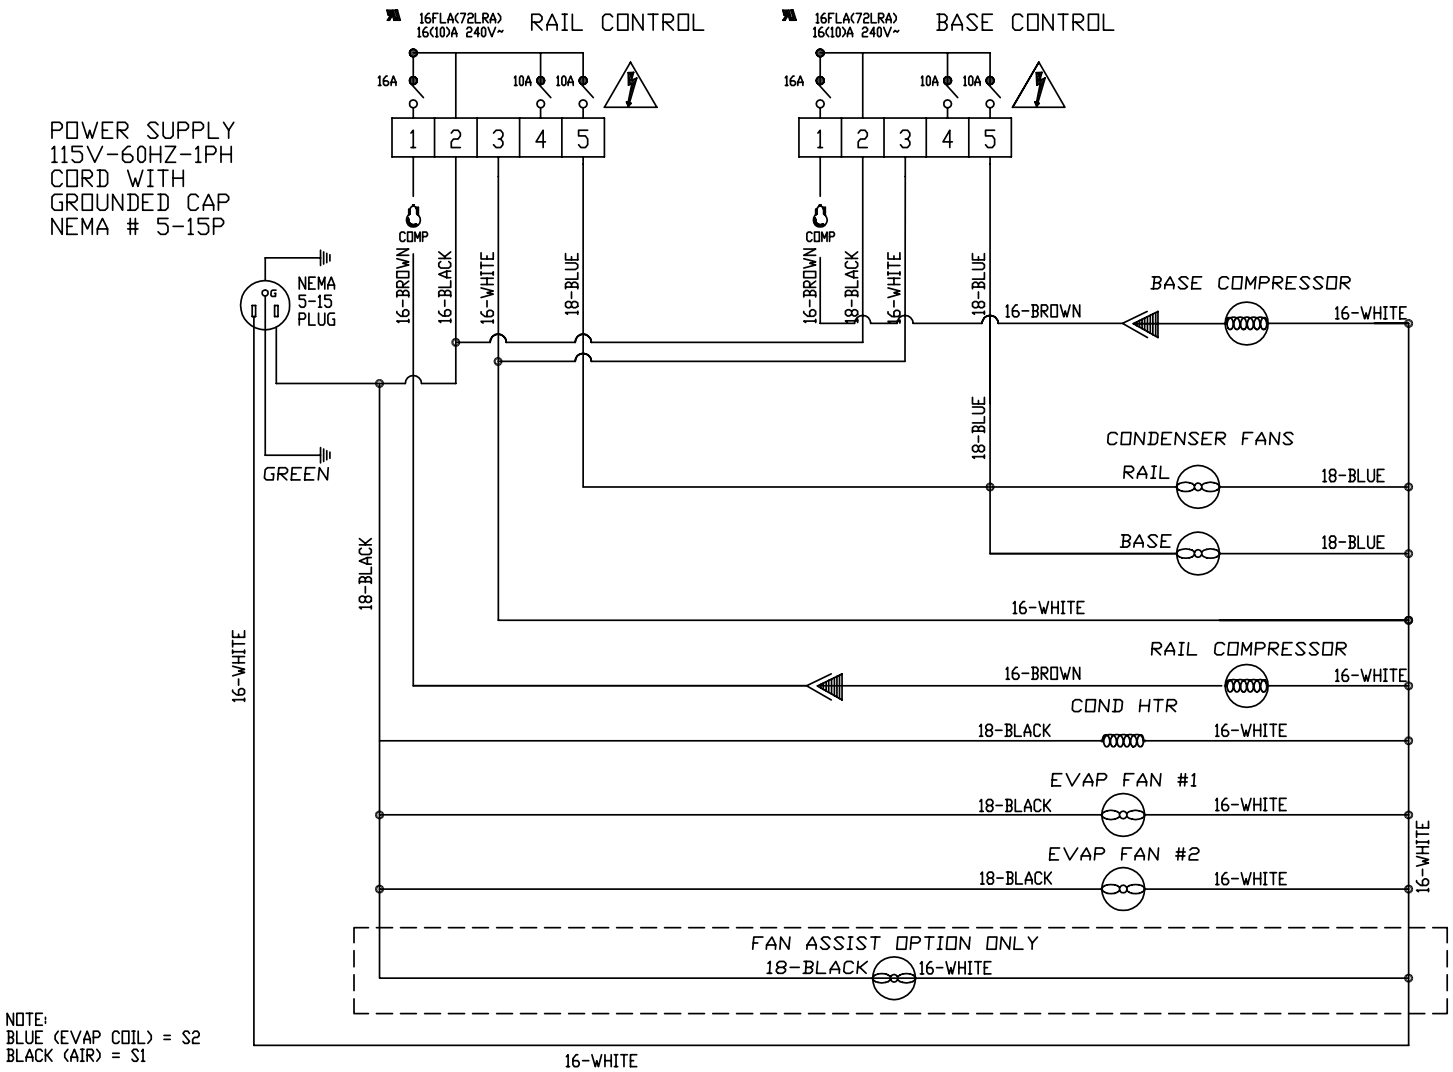 16FLA(72LRA)
16(10)A 240V~
RAIL CONTROL
16FLA(72LRA)
16(10)A 240V~
BASE CONTROL
16A
10A
10A
16A
10A
10A
1
2
3
4
5
1
2
3
4
5
POWER SUPPLY
115V-60HZ-1PH
CORD WITH
GROUNDED CAP
NEMA # 5-15P
COMP
COMP
16-BROWN
16-BLACK
16-WHITE
18-BLUE
16-BROWN
18-BLACK
16-WHITE
18-BLUE
G
NEMA
5-15
PLUG
BASE COMPRESSOR
16-BROWN
16-WHITE
18-BLUE
CONDENSER FANS
RAIL
18-BLUE
GREEN
BASE
18-BLUE
18-BLACK
16-WHITE
16-WHITE
RAIL COMPRESSOR
16-BROWN
16-WHITE
COND HTR
18-BLACK
16-WHITE
EVAP FAN #1
18-BLACK
16-WHITE
EVAP FAN #2
18-BLACK
16-WHITE
16-WHITE
FAN ASSIST OPTION ONLY
18-BLACK
16-WHITE
NOTE:
BLUE (EVAP COIL) = S2
BLACK (AIR) = S1
16-WHITE